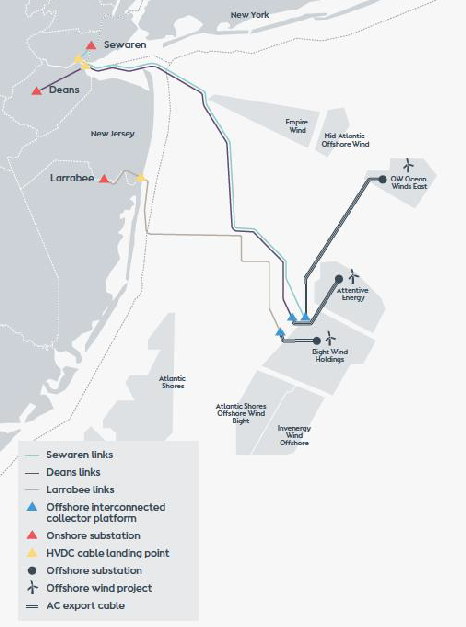 New York
Sewaren
Deans
New Jersey
Empire
Wind
Mid Atlantic
Offshore Wind
Larrabee
OW Ocean
Winds East
Attentive
Energy
Bight Wind
Holdings
Atlantic
Shores
Atlantic Shores
Offshore Wind
Bight
Invenergy
Wind
Offshore
Sewaren links
Deans links
Larrabee links
Offshore interconnected
collector platform
Onshore substation
HVDC cable landing point
Offshore substation
Offshore wind project
AC export cable